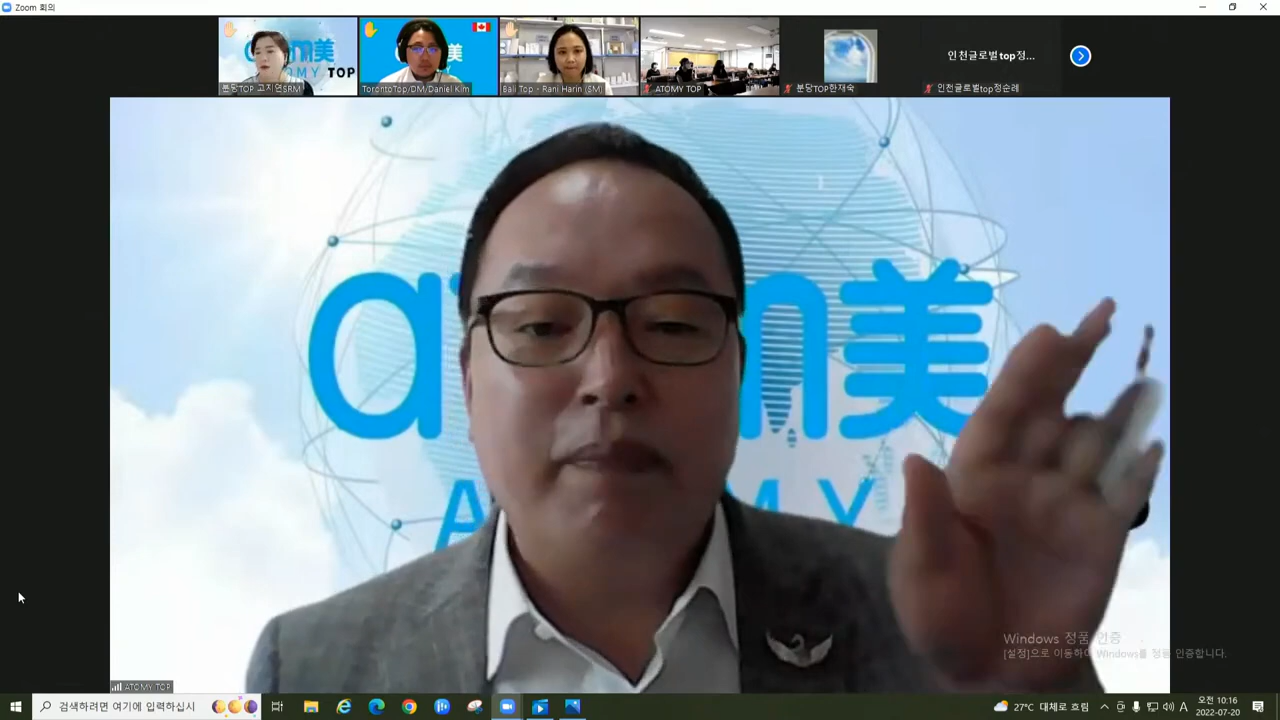 Zoom 회의
美
TOP
분당TOP 고지연SRM
美
TorontoTop/DM/Daniel Kim
Bali Top - Rani Harin (SM)
ATOMY TOP
분당TOP한재숙
인천글로벌top정...
인천글로벌top정순례
a m美
A MY
Windows 정품 인증
[설정]으로 이동하여 Windows를 정품 인증합니다.
ATOMY TOP
검색하려면 여기에 입력하십시
27°C 대체로 흐림
A
오전 10:16
2022-07-20